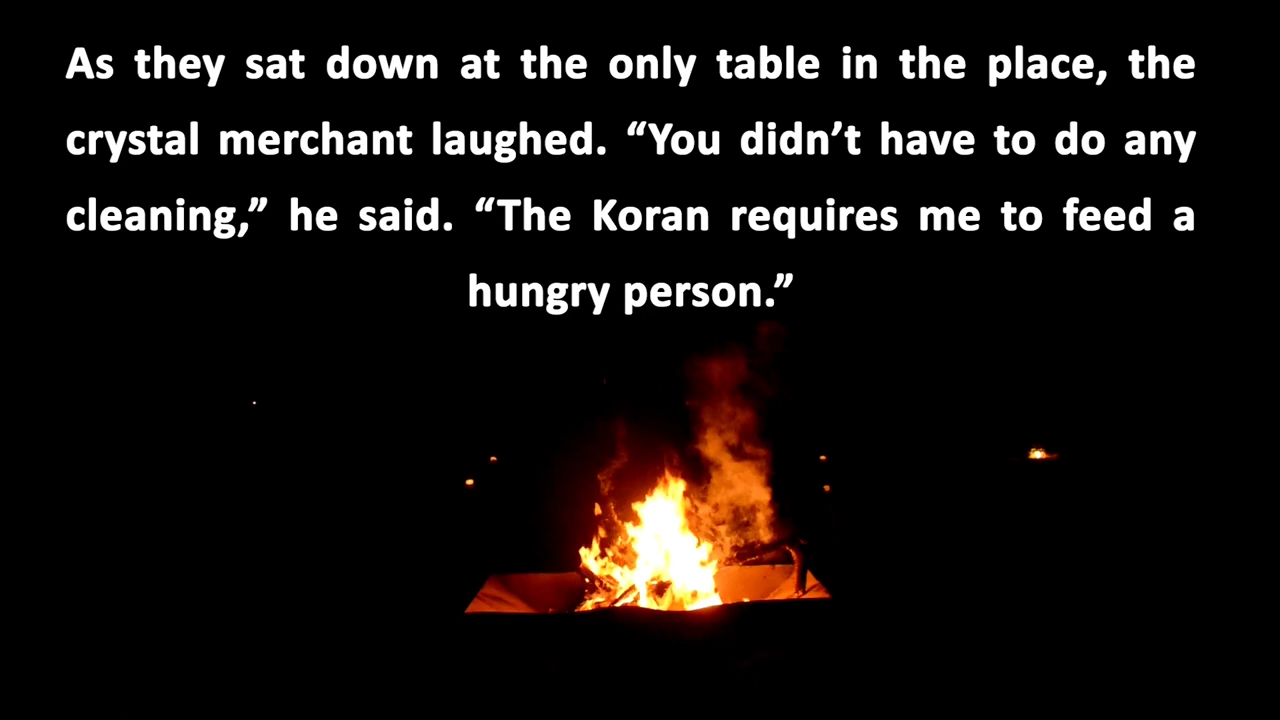 As they sat down at the only table in the place, the
crystal merchant laughed. “You didn’t have to do any
cleaning,” he said. “The Koran requires me to feed a
hungry person.”